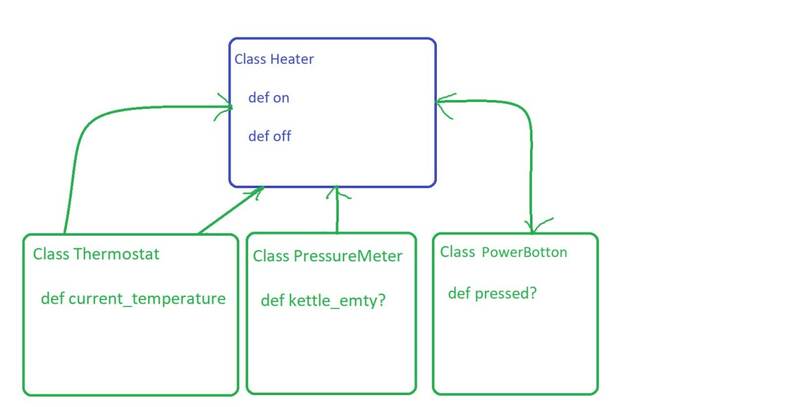 Class Heater
def on
def off
Class Thermostat
def current_temperature
Class PressureMeter
def kettle_emty?
Class PowerBotton
def pressed?